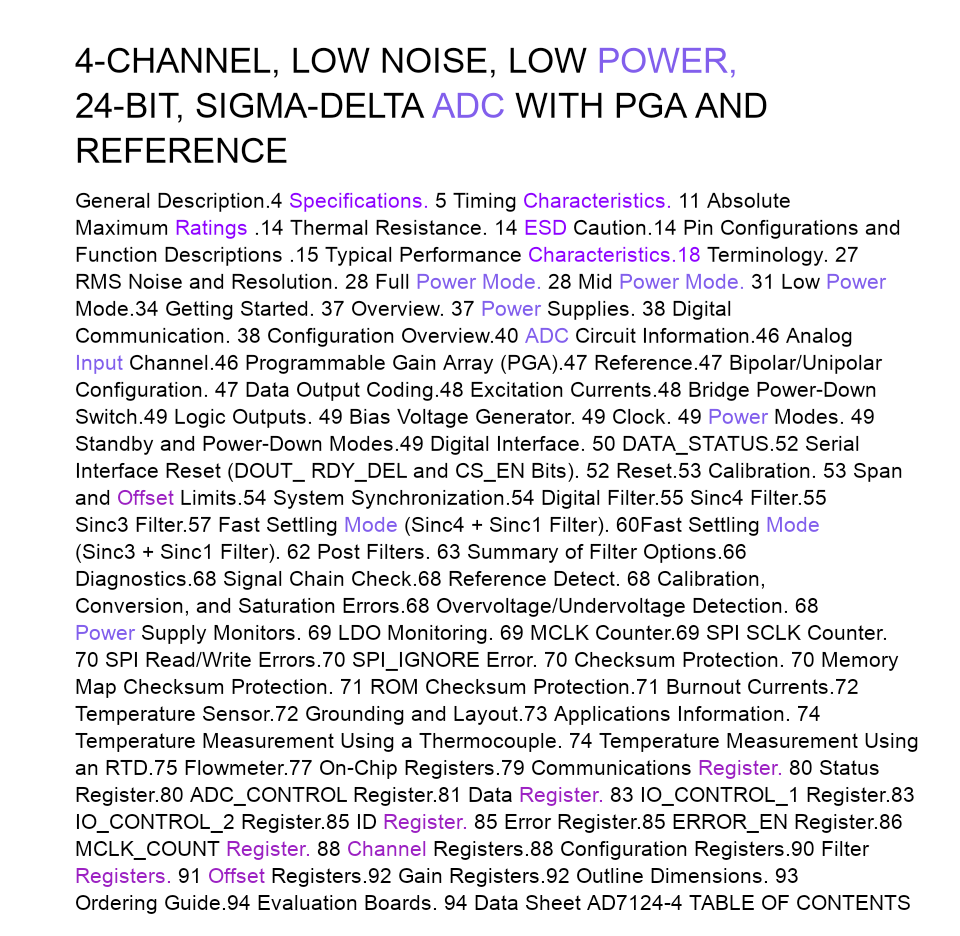 4-CHANNEL, LOW NOISE, LOW POWER,
24-BIT, SIGMA-DELTA ADC WITH PGA AND
REFERENCE
General Description.4 Specifications. 5 Timing Characteristics. 11 Absolute
Maximum Ratings .14 Thermal Resistance. 14 ESD Caution.14 Pin Configurations and
Function Descriptions .15 Typical Performance Characteristics.18 Terminology. 27
RMS Noise and Resolution. 28 Full Power Mode. 28 Mid Power Mode. 31 Low Power
Mode.34 Getting Started. 37 Overview. 37 Power Supplies. 38 Digital
Communication. 38 Configuration Overview.40 ADC Circuit Information.46 Analog
Input Channel.46 Programmable Gain Array (PGA).47 Reference.47 Bipolar/Unipolar
Configuration. 47 Data Output Coding.48 Excitation Currents.48 Bridge Power-Down
Switch.49 Logic Outputs. 49 Bias Voltage Generator. 49 Clock. 49 Power Modes. 49
Standby and Power-Down Modes.49 Digital Interface. 50 DATA_STATUS.52 Serial
Interface Reset (DOUT_ RDY_DEL and CS_EN Bits). 52 Reset.53 Calibration. 53 Span
and Offset Limits.54 System Synchronization.54 Digital Filter.55 Sinc4 Filter.55
Sinc3 Filter.57 Fast Settling Mode (Sinc4 + Sinc1 Filter). 60Fast Settling Mode
(Sinc3 + Sinc1 Filter). 62 Post Filters. 63 Summary of Filter Options.66
Diagnostics.68 Signal Chain Check.68 Reference Detect. 68 Calibration,
Conversion, and Saturation Errors.68 Overvoltage/Undervoltage Detection. 68
Power Supply Monitors. 69 LDO Monitoring. 69 MCLK Counter.69 SPI SCLK Counter.
70 SPI Read/Write Errors.70 SPI_IGNORE Error. 70 Checksum Protection. 70 Memory
Map Checksum Protection. 71 ROM Checksum Protection.71 Burnout Currents.72
Temperature Sensor.72 Grounding and Layout.73 Applications Information. 74
Temperature Measurement Using a Thermocouple. 74 Temperature Measurement Using
an RTD.75 Flowmeter.77 On-Chip Registers.79 Communications Register. 80 Status
Register.80 ADC_CONTROL Register.81 Data Register. 83 IO_CONTROL_1 Register.83
IO_CONTROL_2 Register.85 ID Register. 85 Error Register.85 ERROR_EN Register.86
MCLK_COUNT Register. 88 Channel Registers.88 Configuration Registers.90 Filter
Registers. 91 Offset Registers.92 Gain Registers.92 Outline Dimensions. 93
Ordering Guide.94 Evaluation Boards. 94 Data Sheet AD7124-4 TABLE OF CONTENTS